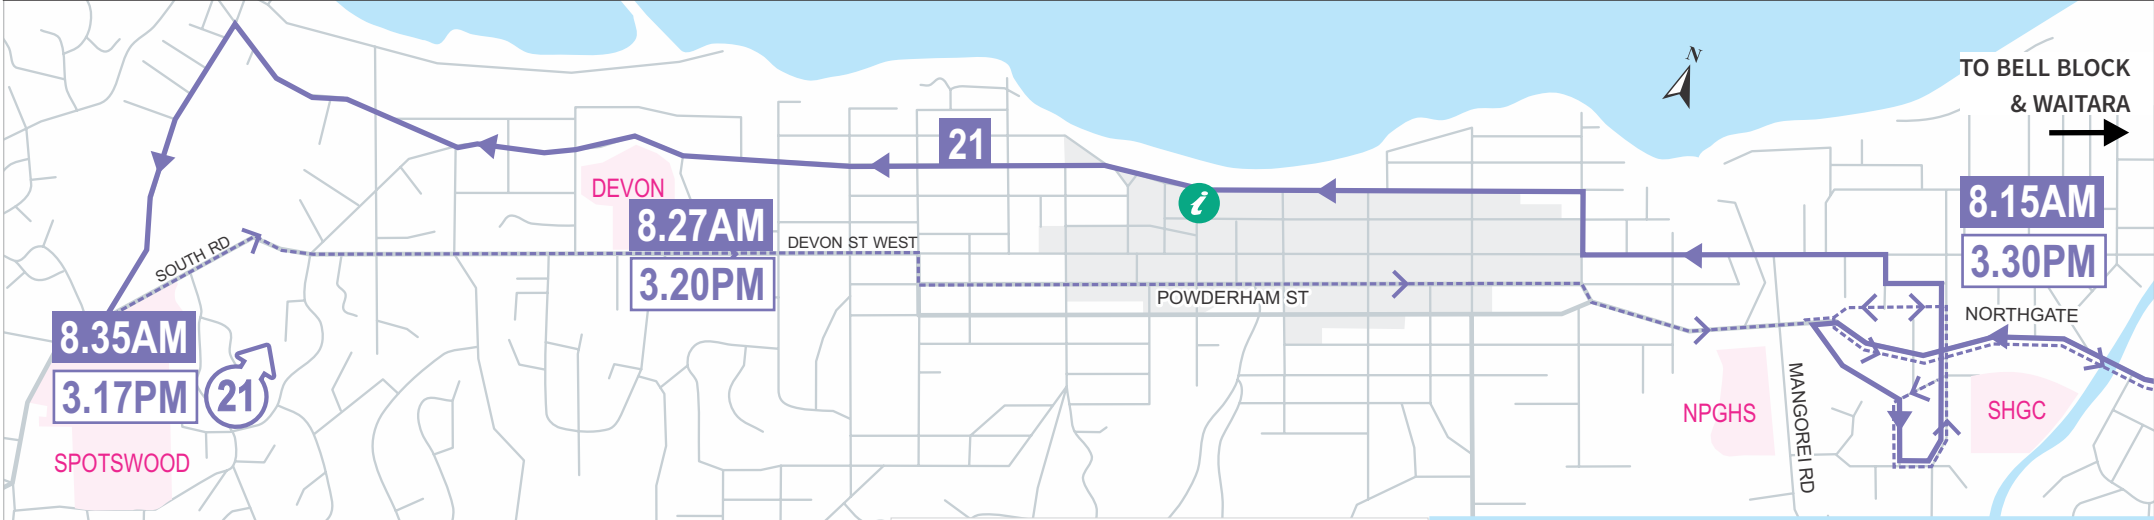 N
TO BELL BLOCK
& WAITARA
21
DEVON
8.27AM
3.20PM
DEVON ST WEST
i
8.15AM
3.30PM
SOUTH RD
POWDERHAM ST
NORTHGATE
8.35AM
3.17PM
21
SPOTSWOOD
NPGHS
MANGOREI RD
SHGC